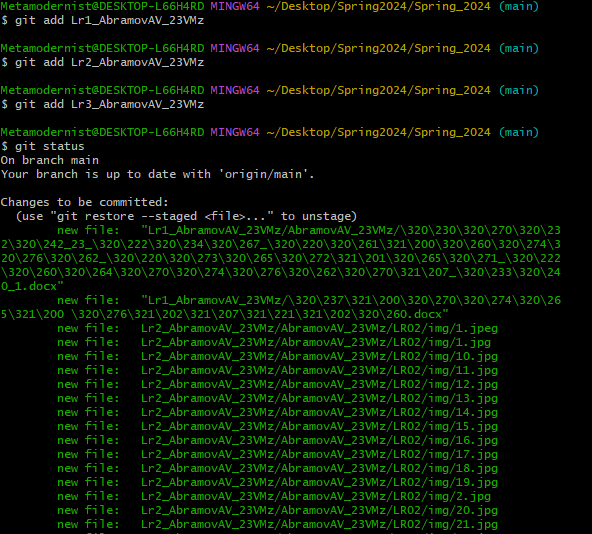 Metamodernist@DESKTOP-L66H4RD MINGW64 ~/Desktop/Spring2024/Spring_2024 (main)
$ git add Lr1_AbramovAV_23VMz
Metamodernist@DESKTOP-L66H4RD MINGW64 ~/Desktop/Spring2024/Spring_2024 (main)
$ git add Lr2_AbramovAV_23VMz
Metamodernist@DESKTOP-L66H4RD MINGW64 ~/Desktop/Spring2024/Spring_2024 (main)
$ git add Lr3_AbramovAV_23VMz
Metamodernist@DESKTOP-L66H4RD MINGW64 ~/Desktop/Spring2024/Spring_2024 (main)
$ git status
On branch main
Your branch is up to date with 'origin/main'.
Changes to be committed:
  (use "git restore --staged <file>..." to unstage)
        new file:   "Lr1_AbramovAV_23VMz/AbramovAV_23VMz/\320\230\320\270\320\23
2\320\242_23_\320\222\320\234\320\267_\320\220\320\261\321\200\320\260\320\274\3
20\276\320\262_\320\220\320\273\320\265\320\272\321\201\320\265\320\271_\320\222
\320\260\320\264\320\270\320\274\320\276\320\262\320\270\321\207_\320\233\320\24
0_1.docx"
        new file:   "Lr1_AbramovAV_23VMz/\320\237\321\200\320\270\320\274\320\26
5\321\200 \320\276\321\202\321\207\321\221\321\202\320\260.docx"
        new file:   Lr2_AbramovAV_23VMz/AbramovAV_23VMz/LR02/img/1.jpeg
        new file:   Lr2_AbramovAV_23VMz/AbramovAV_23VMz/LR02/img/1.jpg
        new file:   Lr2_AbramovAV_23VMz/AbramovAV_23VMz/LR02/img/10.jpg
        new file:   Lr2_AbramovAV_23VMz/AbramovAV_23VMz/LR02/img/11.jpg
        new file:   Lr2_AbramovAV_23VMz/AbramovAV_23VMz/LR02/img/12.jpg
        new file:   Lr2_AbramovAV_23VMz/AbramovAV_23VMz/LR02/img/13.jpg
        new file:   Lr2_AbramovAV_23VMz/AbramovAV_23VMz/LR02/img/14.jpg
        new file:   Lr2_AbramovAV_23VMz/AbramovAV_23VMz/LR02/img/15.jpg
        new file:   Lr2_AbramovAV_23VMz/AbramovAV_23VMz/LR02/img/16.jpg
        new file:   Lr2_AbramovAV_23VMz/AbramovAV_23VMz/LR02/img/17.jpg
        new file:   Lr2_AbramovAV_23VMz/AbramovAV_23VMz/LR02/img/18.jpg
        new file:   Lr2_AbramovAV_23VMz/AbramovAV_23VMz/LR02/img/19.jpg
        new file:   Lr2_AbramovAV_23VMz/AbramovAV_23VMz/LR02/img/2.jpg
        new file:   Lr2_AbramovAV_23VMz/AbramovAV_23VMz/LR02/img/20.jpg
        new file:   Lr2_AbramovAV_23VMz/AbramovAV_23VMz/LR02/img/21.jpg